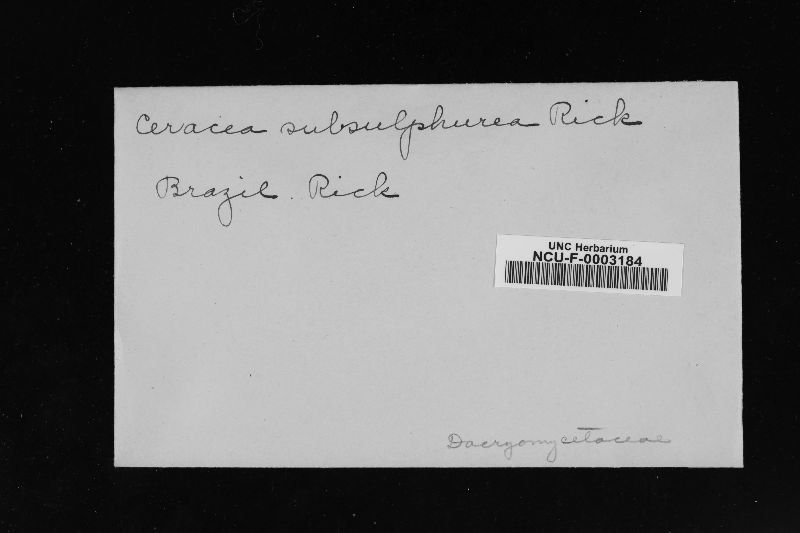 Ceracea subsulphurea Rick
Brazil. Rick
UNC Herbarium
NCU-F-0003184
Dacryomycetaceae